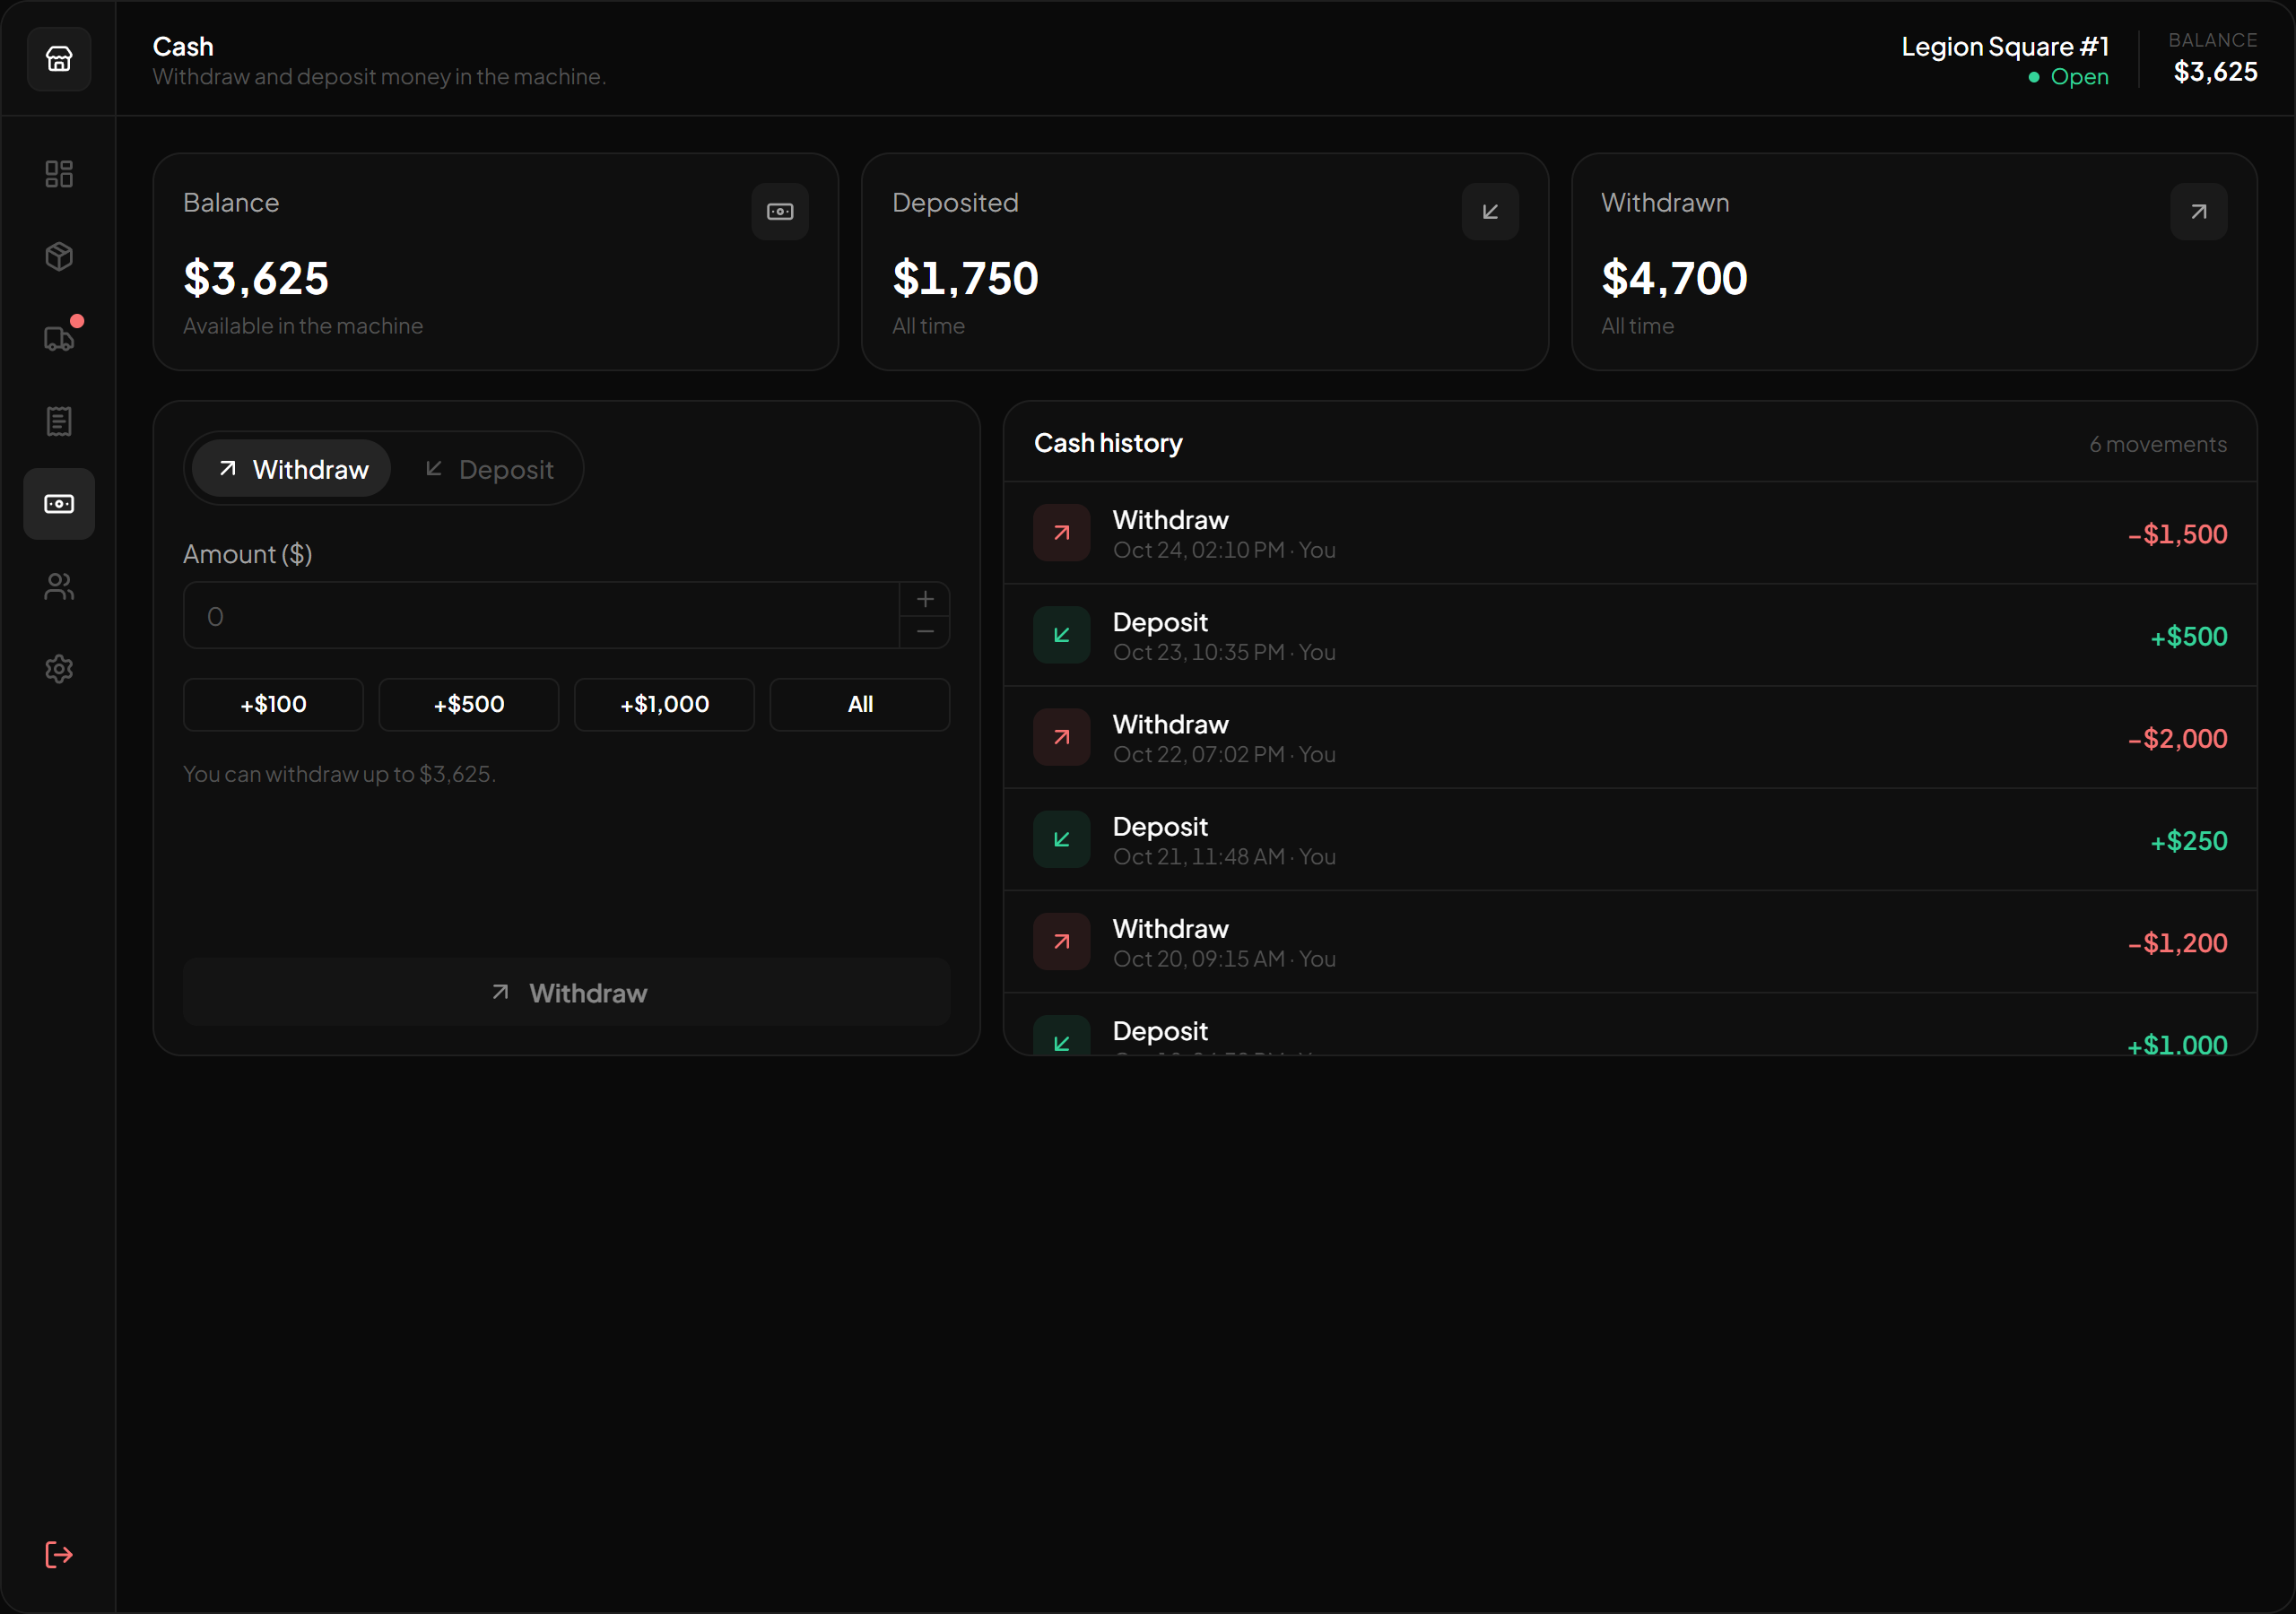 Cash
Withdraw and deposit money in the machine.
Legion Square #1
Open
BALANCE
$3,625
Balance
$3,625
Available in the machine
Deposited
$1,750
All time
Withdrawn
$4,700
All time
Withdraw
Deposit
Amount ($)
0
+$100
+$500
+$1,000
All
You can withdraw up to $3,625.
Withdraw
Cash history
6 movements
Withdraw
Oct 24, 02:10 PM · You
−$1,500
Deposit
Oct 23, 10:35 PM · You
+$500
Withdraw
Oct 22, 07:02 PM · You
−$2,000
Deposit
Oct 21, 11:48 AM · You
+$250
Withdraw
Oct 20, 09:15 AM · You
−$1,200
Deposit
+$1,000